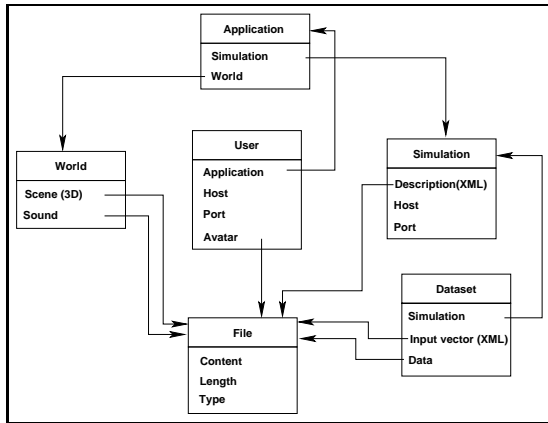 Application
Simulation
World
World
Scene (3D)
Sound
User
Application
Host
Port
Avatar
Simulation
Description(XML)
Host
Port
Dataset
Simulation
Input vector (XML)
Data
File
Content
Length
Type